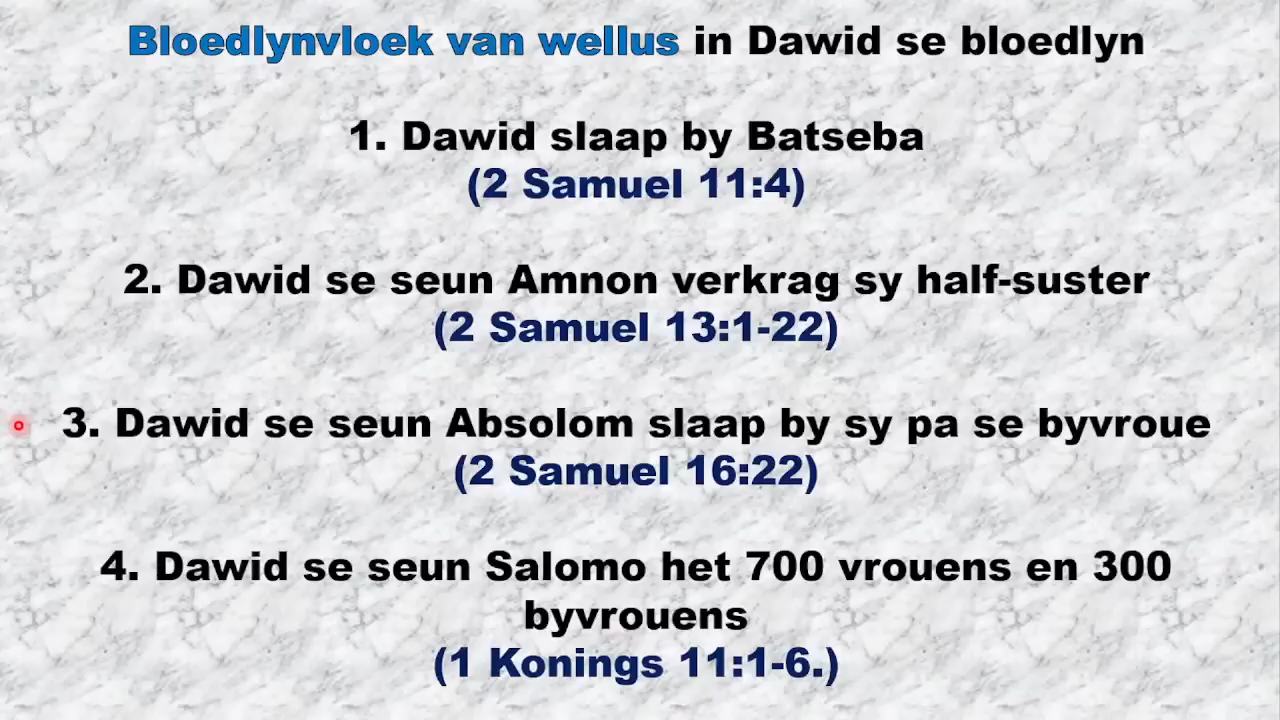 Bloedlynvloek van wellus in Dawid se bloedlyn
1. Dawid slaap by Batseba
(2 Samuel 11:4)
2. Dawid se seun Amnon verkrag sy half-suster
(2 Samuel 13:1-22)
3. Dawid se seun Absolom slaap by sy pa se byvroue
(2 Samuel 16:22)
4. Dawid se seun Salomo het 700 vrouens en 300
byvrouens
(1 Konings 11:1-6.)